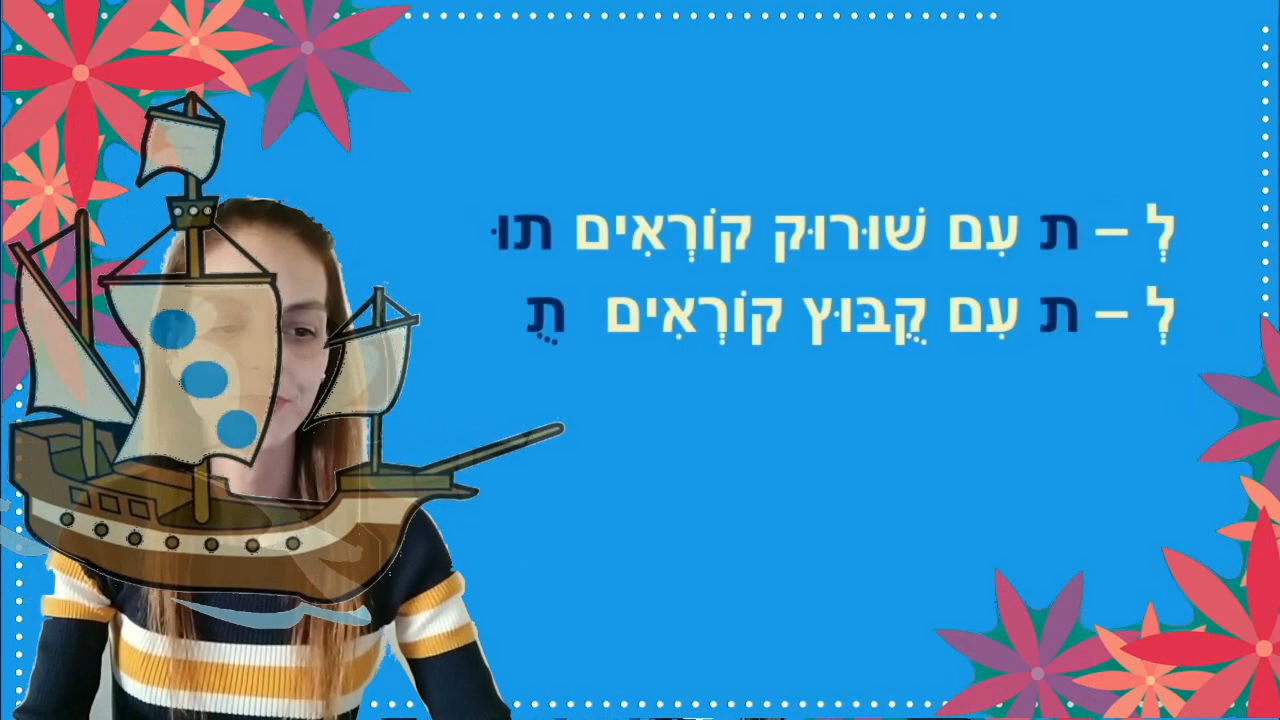 לְ – ת עִם שׁוּרוּק קוֹרְאִים תוּ
לְ – ת עִם קֻבּוּץ קוֹרְאִים תֻ